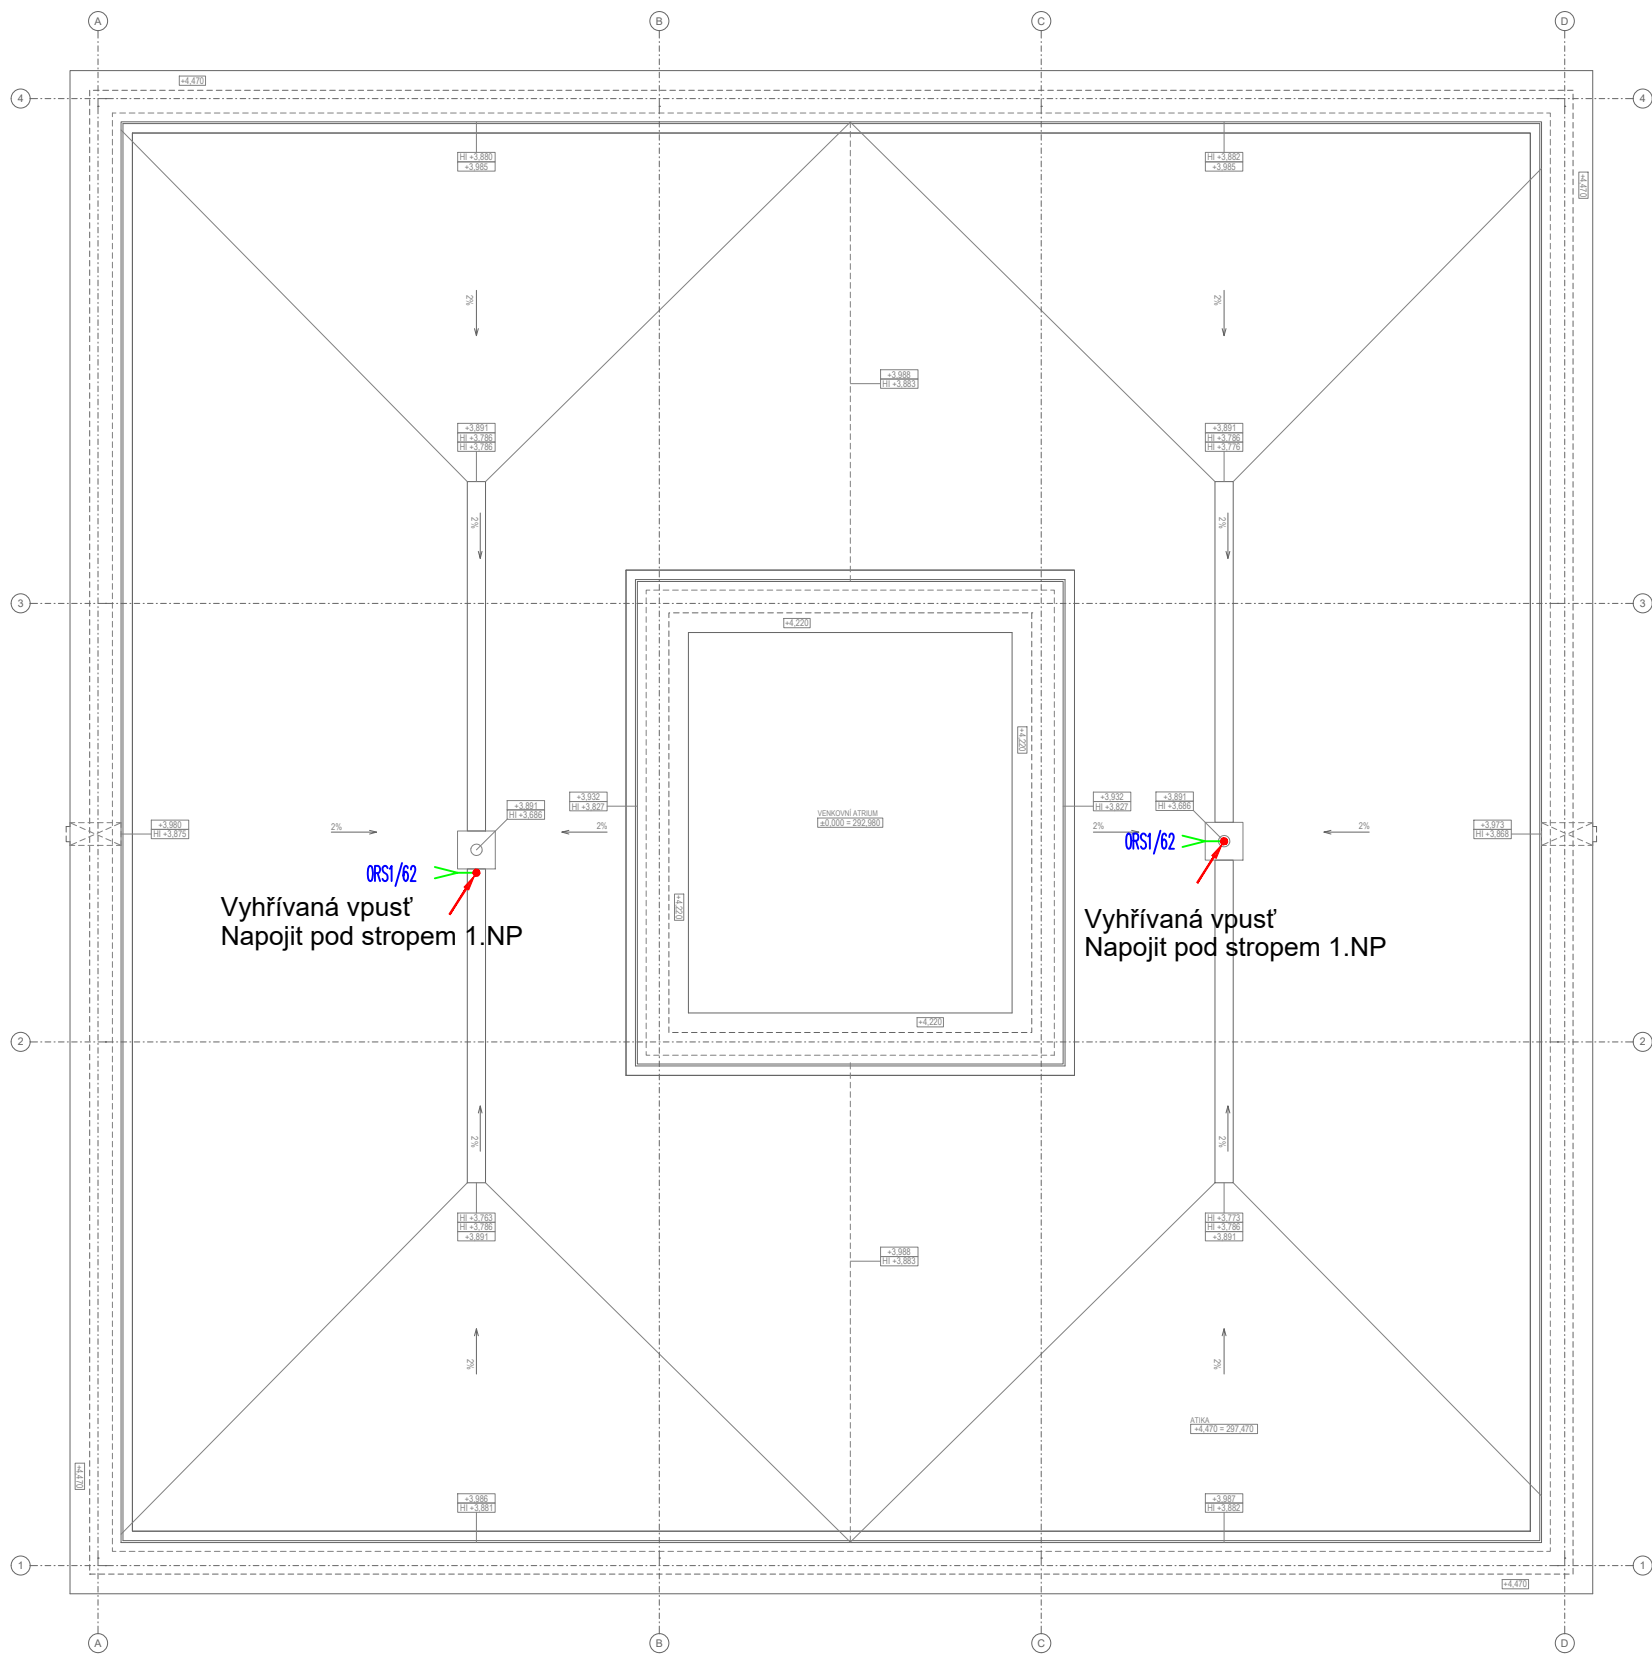 A
B
C
D
+4,470
4
4
HI +3,880
+3,985
HI +3,882
+3,985
+4,470
2%
2%
+3,988
HI +3,883
+3,891
HI +3,786
HI +3,786
+3,891
HI +3,786
HI +3,776
2%
2%
3
3
+4,220
+4,220
+3,891
HI +3,686
+3,932
HI +3,827
+3,932
HI +3,827
+3,891
HI +3,686
VENKOVNÍ ATRIUM
±0,000 = 292,980
+3,980
HI +3,875
2%
2%
2%
2%
+3,973
HI +3,868
ORS1/62
ORS1/62
Vyhřívaná vpusť
Napojit pod stropem 1.NP
Vyhřívaná vpusť
Napojit pod stropem 1.NP
+4,220
+4,220
2
2
2%
2%
HI +3,763
HI +3,786
+3,891
HI +3,773
HI +3,786
+3,891
+3,988
HI +3,883
2%
2%
ATIKA
+4,470 = 297,470
+4,470
+3,986
HI +3,881
+3,987
HI +3,882
1
1
+4,470
A
B
C
D